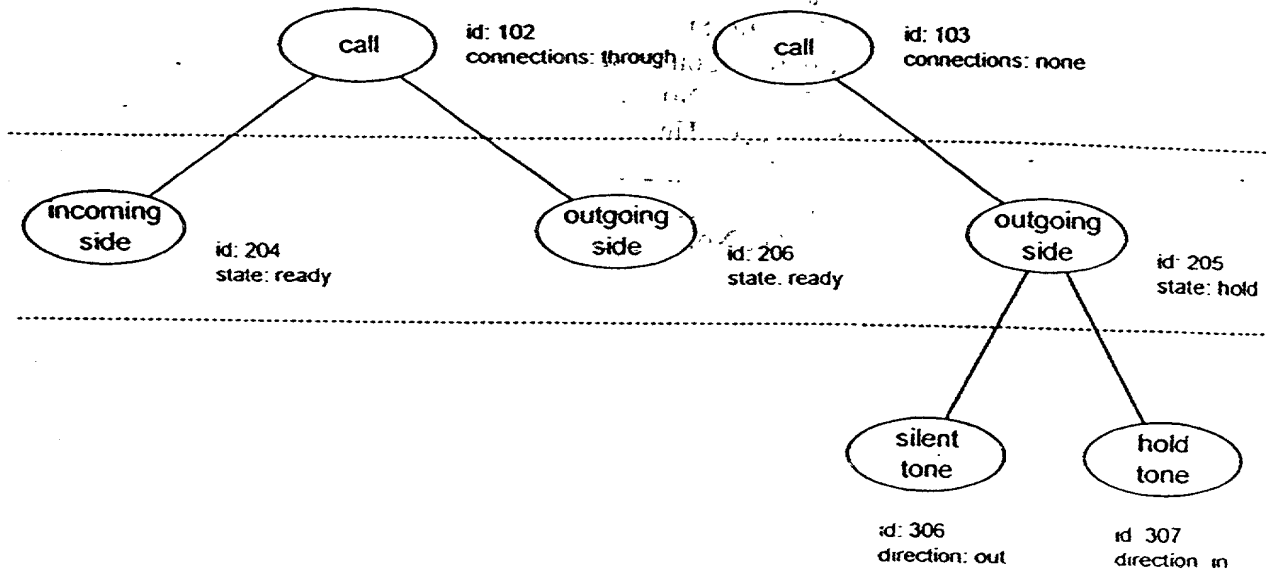 call
id: 102
connections: through
call
id: 103
connections: none
incoming
side
id: 204
state: ready
outgoing
side
id: 206
state. ready
outgoing
side
id· 205
state: hold
silent
tone
id: 306
direction: out
hold
tone
id 307
direction in